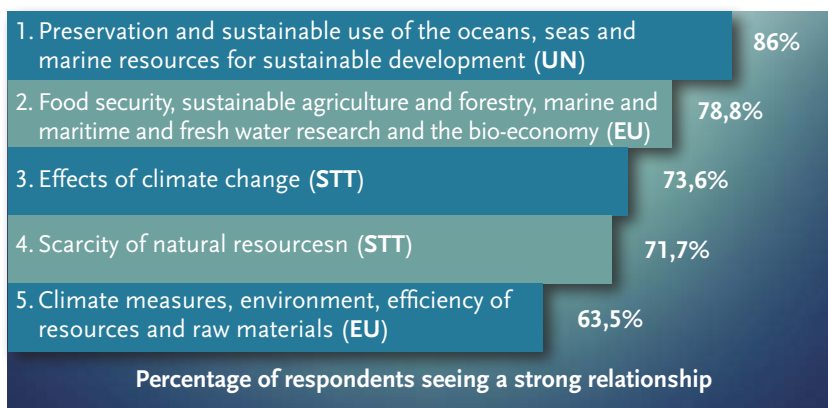 1. Preservation and sustainable use of the oceans, seas and
marine resources for sustainable development (UN)
86%
2. Food security, sustainable agriculture and forestry, marine and
maritime and fresh water research and the bio-economy (EU)
78,8%
3. Effects of climate change (STT)
73,6%
4. Scarcity of natural resourcesn (STT)
71,7%
5. Climate measures, environment, efficiency of
resources and raw materials (EU)
63,5%
Percentage of respondents seeing a strong relationship